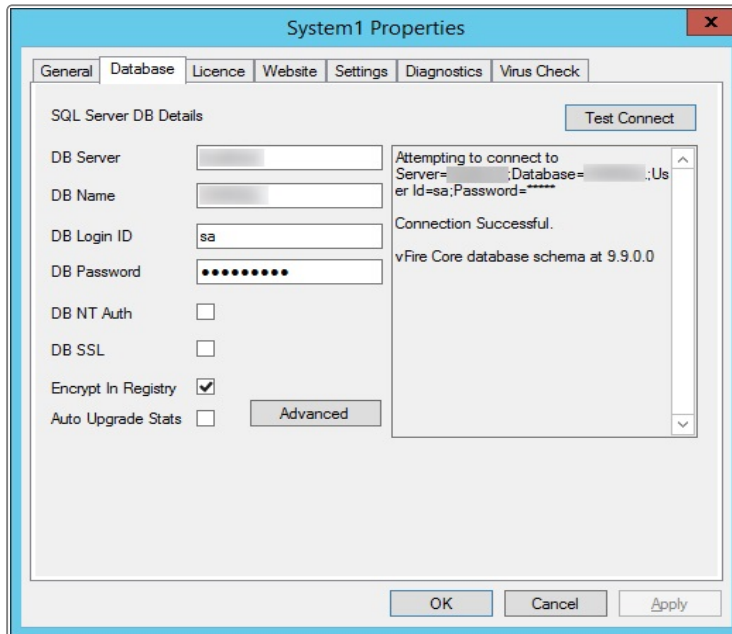 System1 Properties
x
General Database Licence Website Settings Diagnostics Virus Check
SQL Server DB Details
Test Connect
DB Server
DB Name
DB Login ID
sa
DB Password
●●●●●●●●●
DB NT Auth
DB SSL
Encrypt In Registry
Auto Upgrade Stats
Advanced
Attempting to connect to
Server= ;Database= .;Us
er Id=sa;Password=*****
Connection Successful.
vFire Core database schema at 9.9.0.0
OK Cancel Apply